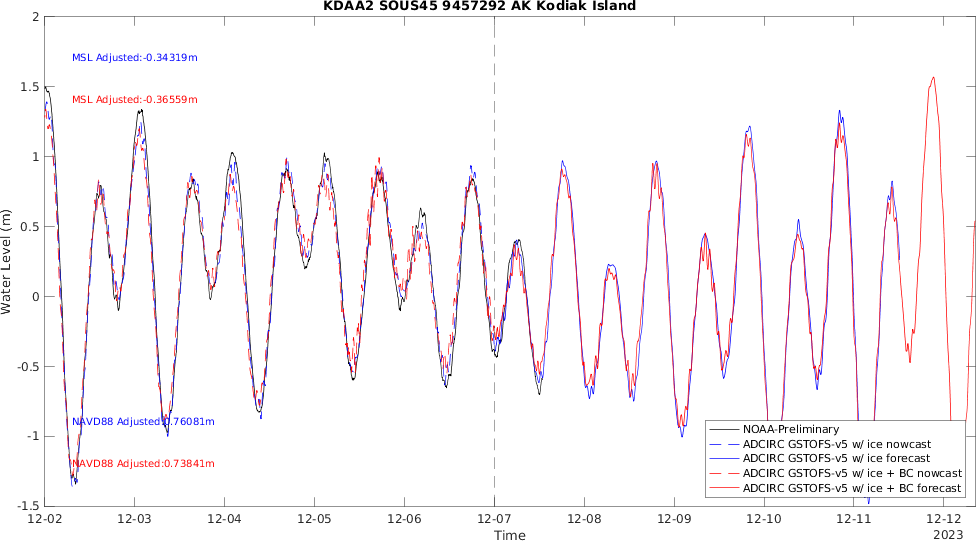 KDAA2 SOUS45 9457292 AK Kodiak Island
2
1.5
1
0.5
0
-0.5
-1
-1.5
Water Level (m)
MSL Adjusted:-0.34319m
MSL Adjusted:-0.36559m
NAVD88 Adjusted:0.76081m
NAVD88 Adjusted:0.73841m
NOAA-Preliminary
ADCIRC GSTOFS-v5 w/ ice nowcast
ADCIRC GSTOFS-v5 w/ ice forecast
ADCIRC GSTOFS-v5 w/ ice + BC nowcast
ADCIRC GSTOFS-v5 w/ ice + BC forecast
12-02 12-03 12-04 12-05 12-06 12-07 12-08 12-09 12-10 12-11 12-12
Time
2023